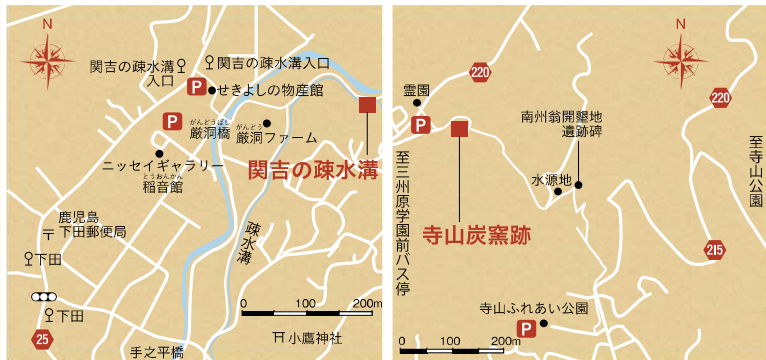 N
関吉の疎水溝
入口
関吉の疎水溝入口
P
せきよしの物産館
P
がんどうばし
厳洞橋
がんどう
厳洞ファーム
ニッセイギャラリー
とうおんかん
稲音館
関吉の疎水溝
疎水溝
鹿児島
下田郵便局
下田
下田
25
手之平橋
0 100 200m
小鷹神社
N
220
霊園
P
220
南州翁開墾地
遺跡碑
水源地
至寺山公園
至三州原学園前バス停
寺山炭窯跡
215
寺山ふれあい公園
P
0 100 200m